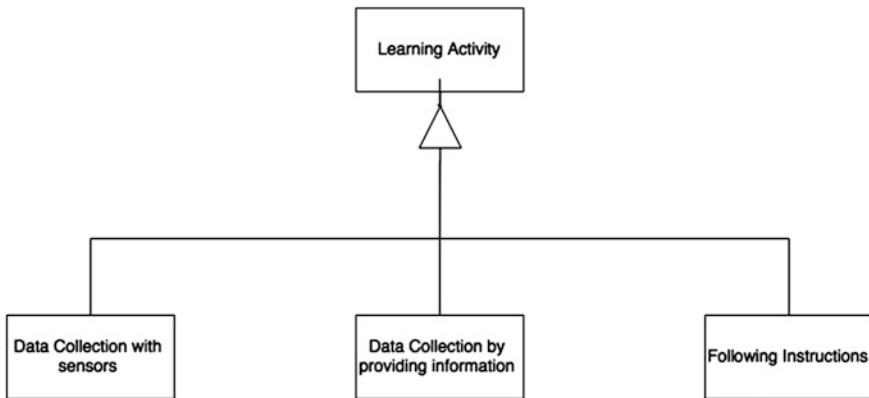 Learning Activity
Data Collection with
sensors
Data Collection by
providing information
Following Instructions